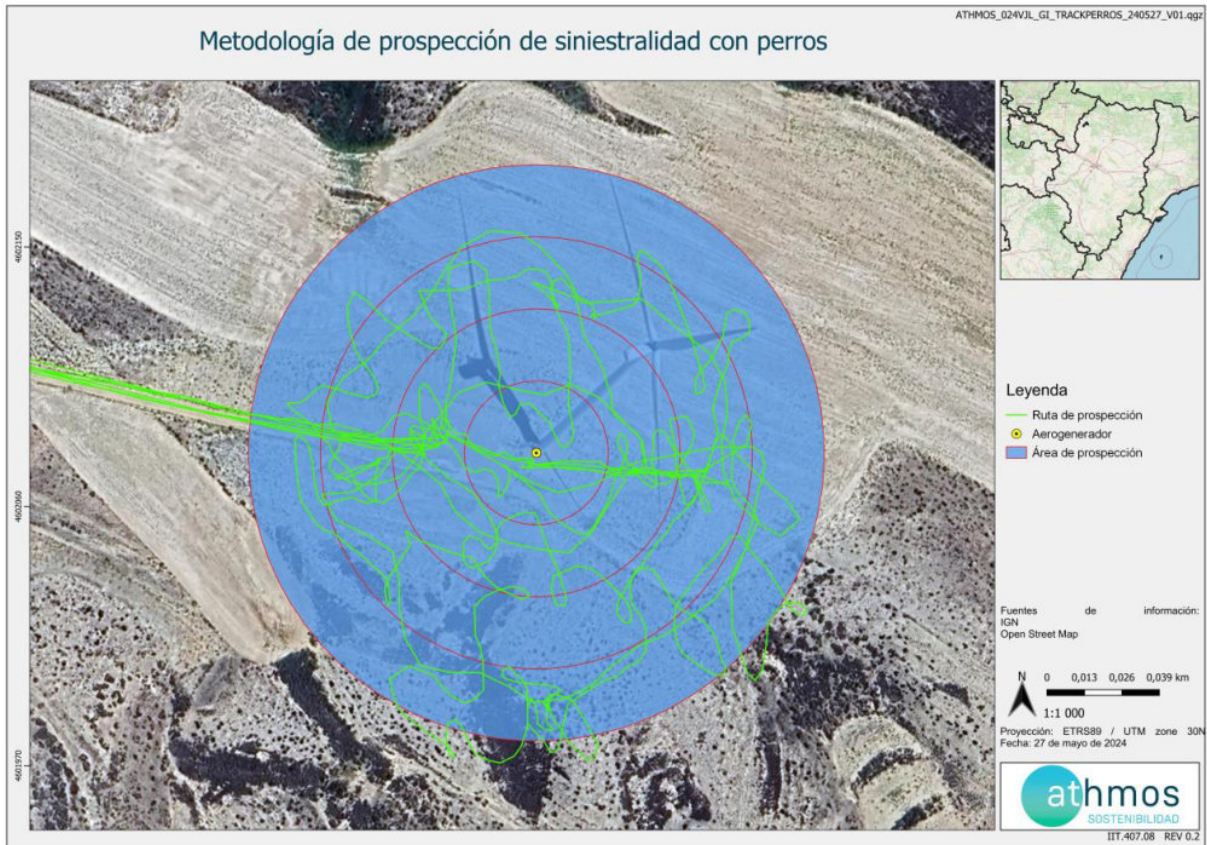 ATHMOS_024VJL_GI_TRACKPERROS_240527_V01.qgz
Metodología de prospección de siniestralidad con perros
4602150
4602060
4601970
Leyenda
Ruta de prospección
Aerogenerador
Área de prospección
Fuentes de información:
IGN
Open Street Map
N
0 0,013 0,026 0,039 km
1:1 000
Proyección: ETRS89 / UTM zone 30N
Fecha: 27 de mayo de 2024
athmos
SOSTENIBILIDAD
IIT.407.08 REV 0.2